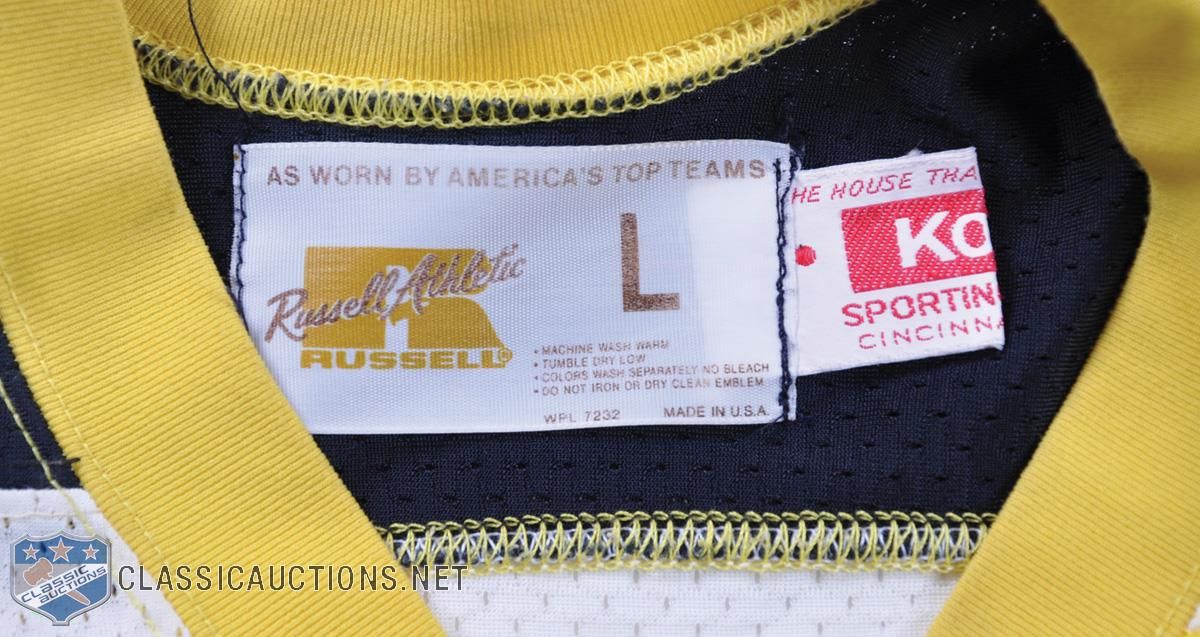 AS WORN BY AMERICA'S TOP TEAMS
L
Russell Athletic
R
RUSSELL®
• MACHINE WASH WARM
• TUMBLE DRY LOW
• COLORS WASH SEPARATELY NO BLEACH
• DO NOT IRON OR DRY CLEAN EMBLEM
WPL 7232 MADE IN U.S.A.
HE HOUSE THA
KO
SPORTIN
CINCINNA
CLASSIC AUCTIONS
CLASSICAUCTIONS.NET